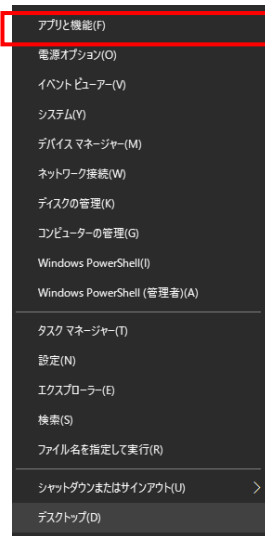 アプリと機能(F)
電源オプション(O)
イベント ビューアー(V)
システム(Y)
デバイス マネージャー(M)
ネットワーク接続(W)
ディスクの管理(K)
コンピューターの管理(G)
Windows PowerShell(I)
Windows PowerShell (管理者)(A)
タスク マネージャー(T)
設定(N)
エクスプローラー(E)
検索(S)
ファイル名を指定して実行(R)
シャットダウンまたはサインアウト(U)
デスクトップ(D)